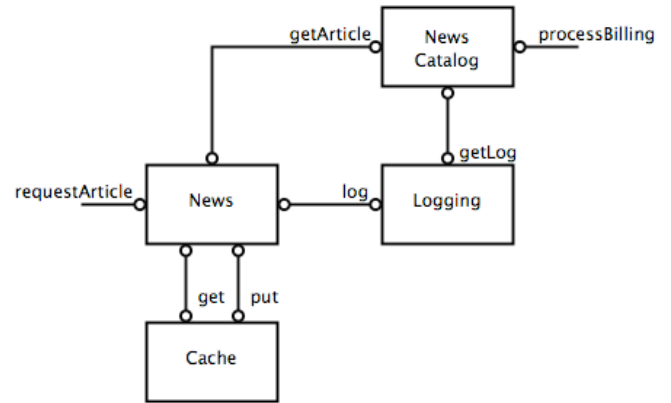 getArticle
News
Catalog
processBilling
getLog
requestArticle
News
log
Logging
get
put
Cache